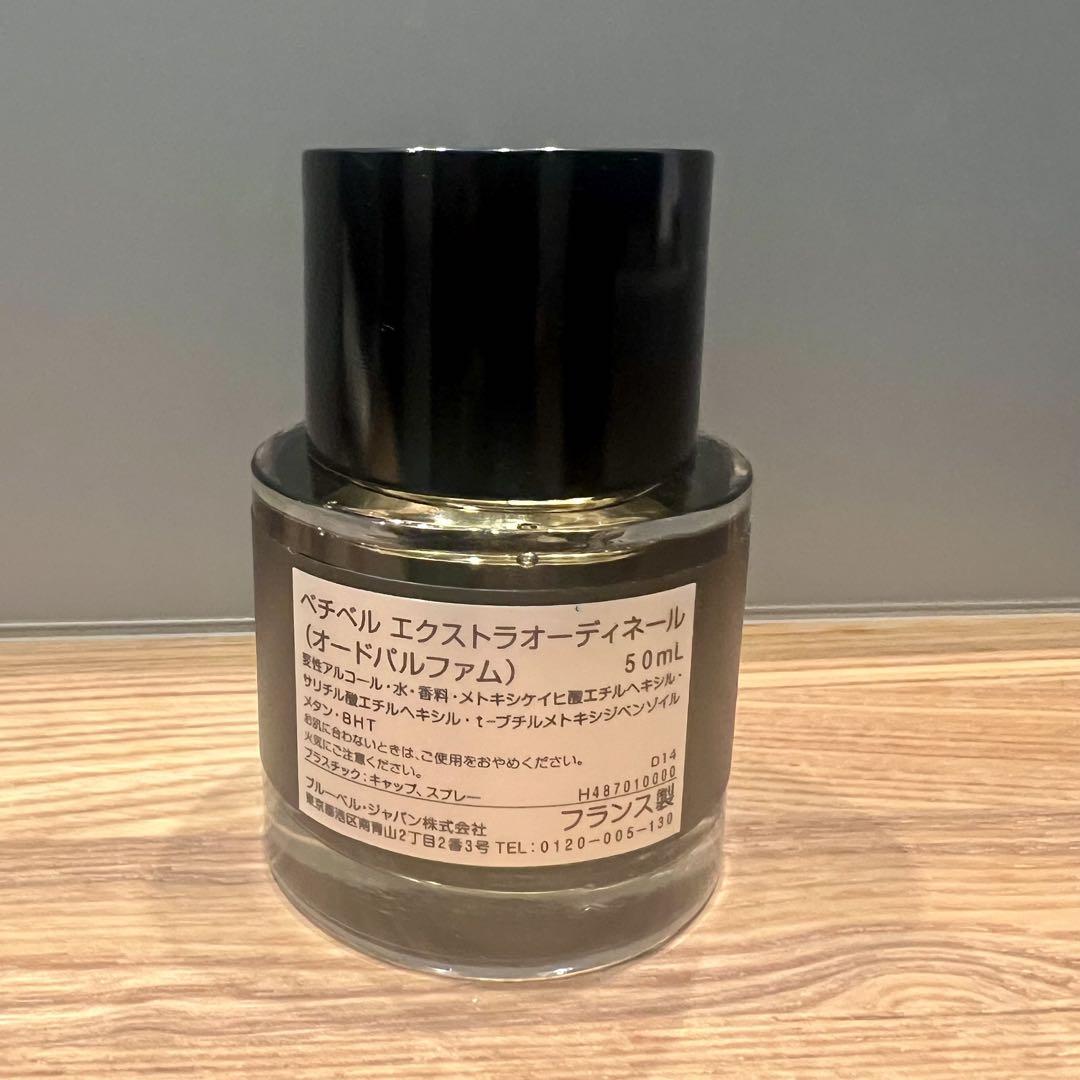 ベチベル エクストラオーディネール
(オードパルファム) 50mL
変性アルコール・水・香料・メトキシケイヒ酸エチルヘキシル・
サリチル酸エチルヘキシル・t-ブチルメトキシジベンゾイル
メタン・BHT
お肌に合わないときは、ご使用をおやめください。
火気にご注意ください。 D14
プラスチック:キャップ、スプレー H487010000
ブルーベル・ジャパン株式会社 フランス製
東京都港区南青山2丁目2番3号 TEL:0120-005-130